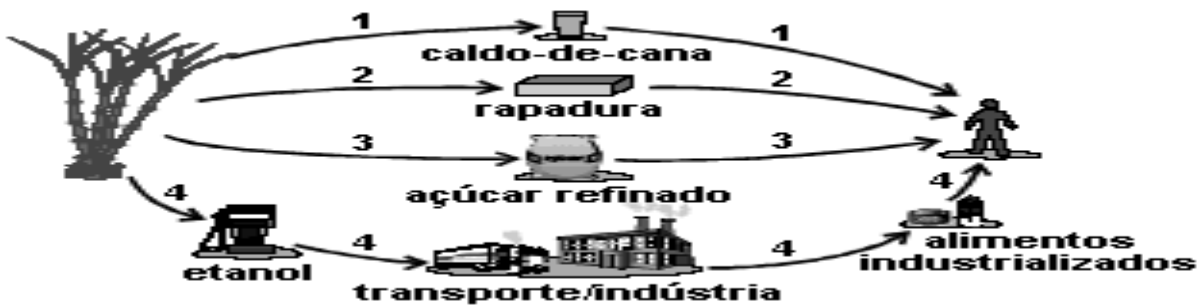 1
1
caldo-de-cana
2
2
rapadura
3
3
açúcar refinado
4
4
etanol
4
transporte/indústria
4
4
alimentos
industrializados